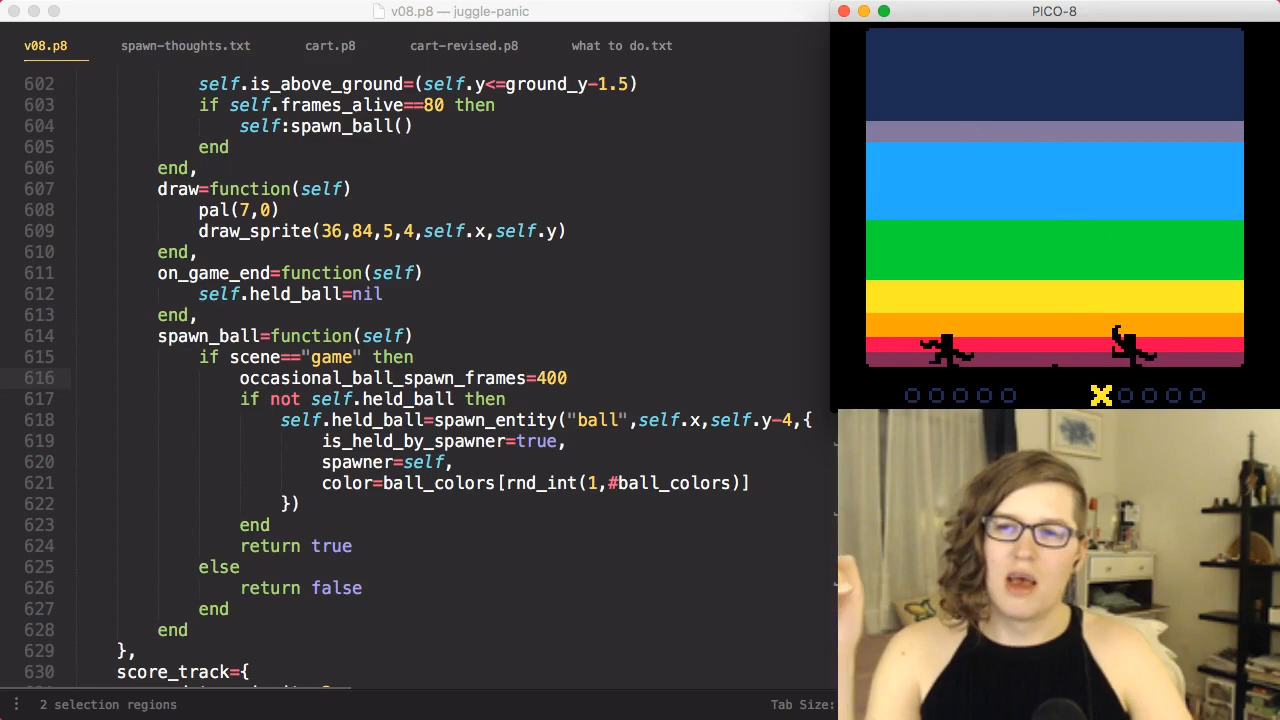 v08.p8 — juggle-panic
PICO-8
v08.p8 spawn-thoughts.txt cart.p8 cart-revised.p8 what to do.txt
602 self.is_above_ground=(self.y<=ground_y-1.5)
603 if self.frames_alive==80 then
604 self:spawn_ball()
605 end
606 end,
607 draw=function(self)
608 pal(7,0)
609 draw_sprite(36,84,5,4,self.x,self.y)
610 end,
611 on_game_end=function(self)
612 self.held_ball=nil
613 end,
614 spawn_ball=function(self)
615 if scene=="game" then
616 occasional_ball_spawn_frames=400
617 if not self.held_ball then
618 self.held_ball=spawn_entity("ball",self.x,self.y-4,{
619 is_held_by_spawner=true,
620 spawner=self,
621 color=ball_colors[rnd_int(1,#ball_colors)]
622 })
623 end
624 return true
625 else
626 return false
627 end
628 end
629 },
630 score_track={
2 selection regions
Tab Size: